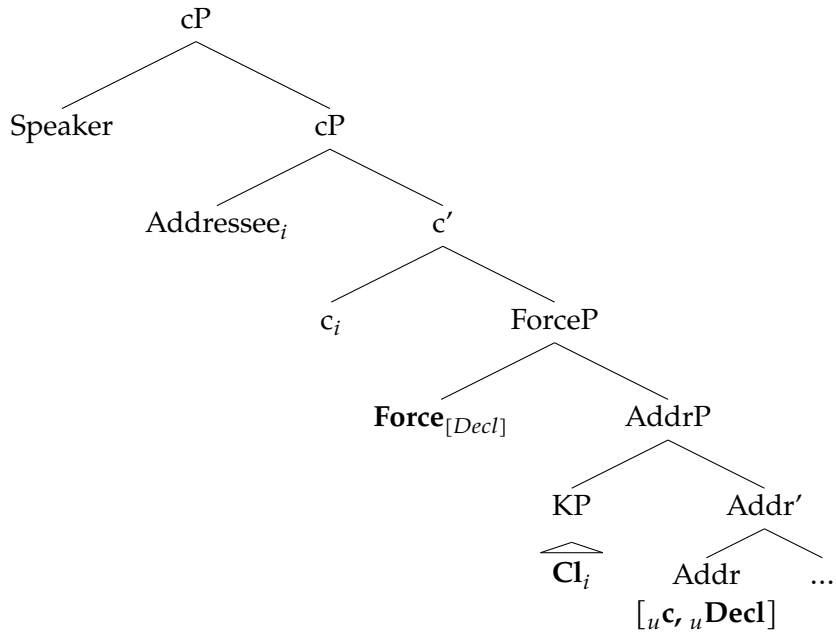 cP
Speaker cP
Addressee_i c'
c_i ForceP
Force_[Decl] AddrP
KP Addr'
Cl_i Addr ...
[_u c, _u Decl]